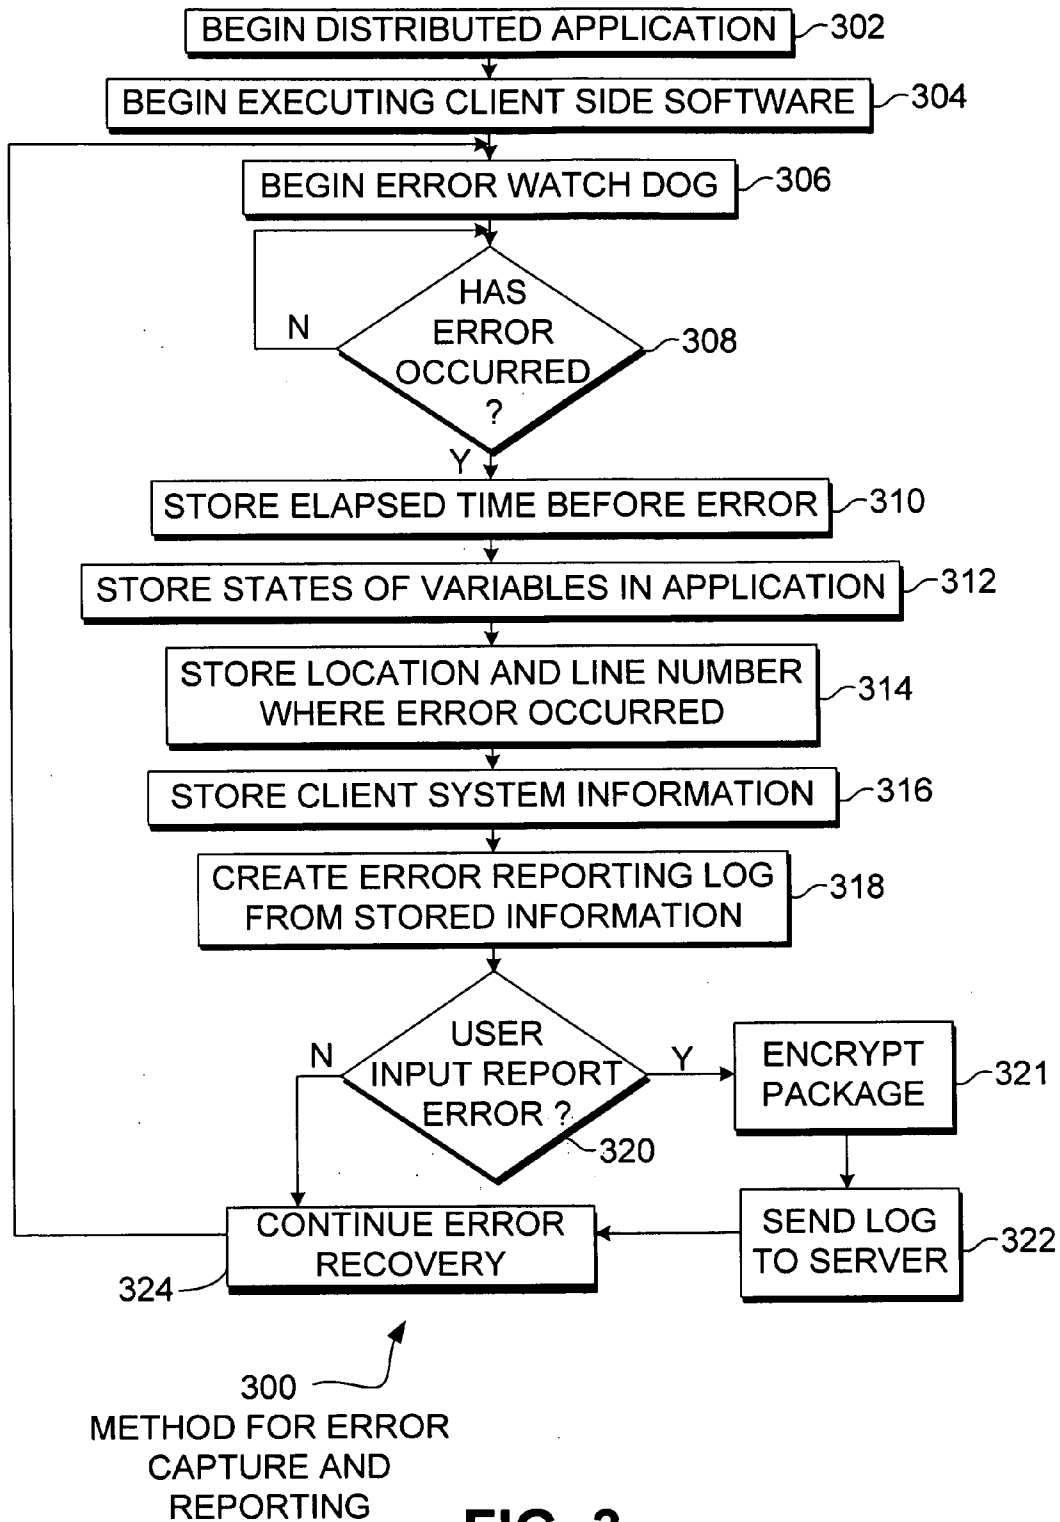 BEGIN DISTRIBUTED APPLICATION
302
BEGIN EXECUTING CLIENT SIDE SOFTWARE
304
BEGIN ERROR WATCH DOG
306
HAS
ERROR
OCCURRED
?
308
N
Y
STORE ELAPSED TIME BEFORE ERROR
310
STORE STATES OF VARIABLES IN APPLICATION
312
STORE LOCATION AND LINE NUMBER
WHERE ERROR OCCURRED
314
STORE CLIENT SYSTEM INFORMATION
316
CREATE ERROR REPORTING LOG
FROM STORED INFORMATION
318
USER
INPUT REPORT
ERROR ?
320
N
Y
ENCRYPT
PACKAGE
321
SEND LOG
TO SERVER
322
CONTINUE ERROR
RECOVERY
324
300
METHOD FOR ERROR
CAPTURE AND
REPORTING